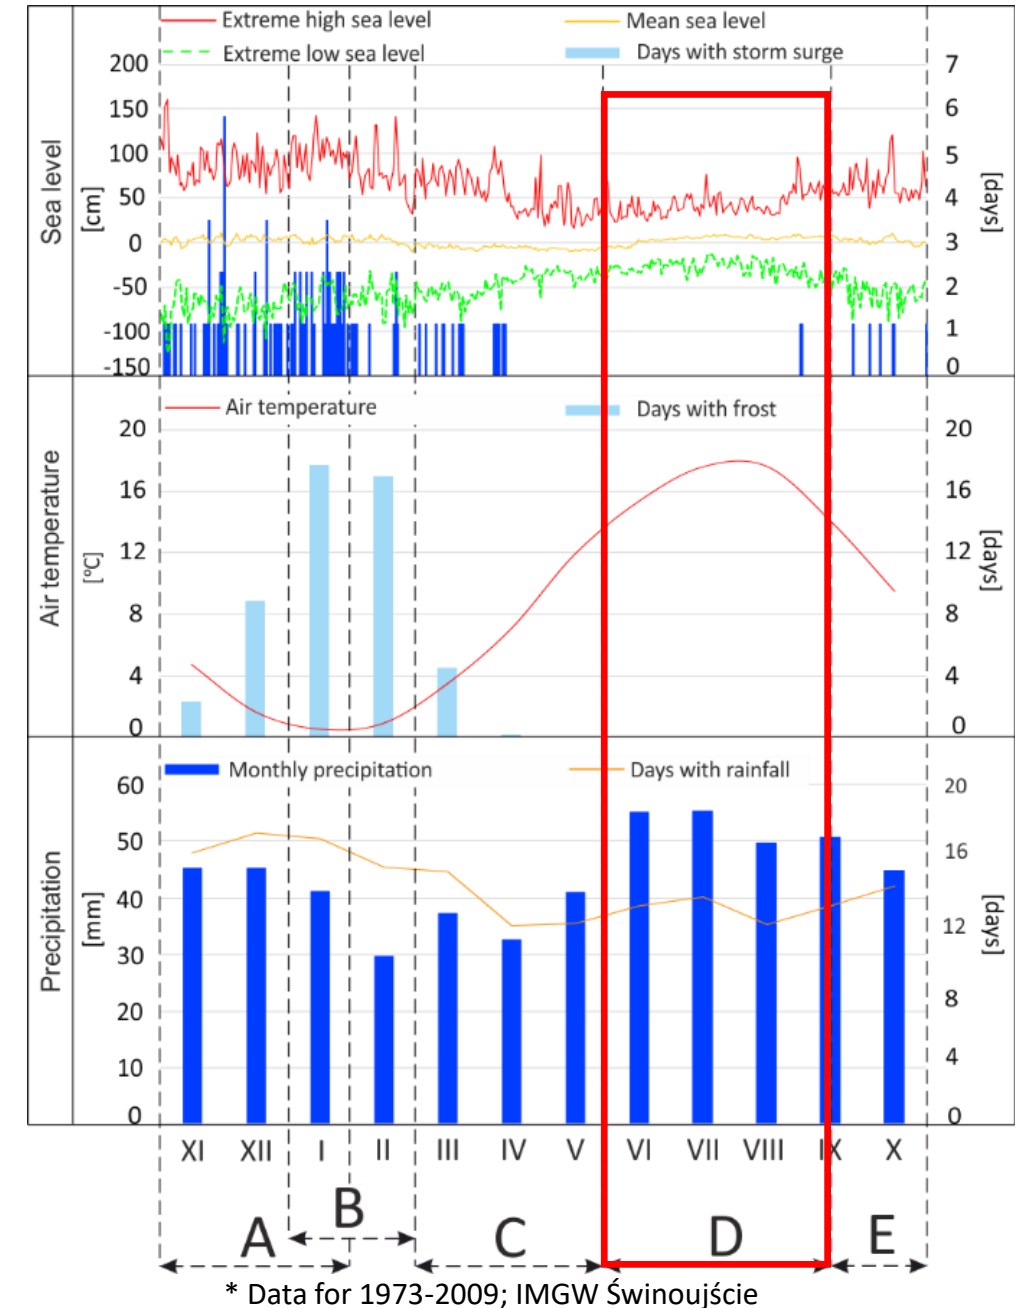 Extreme high sea level
Mean sea level
Extreme low sea level
Days with storm surge
Sea level
[cm]
200
150
100
50
0
-50
-100
-150
7
6
5
4
3
2
1
0
[days]
Air temperature
Days with frost
Air temperature
[°C]
20
16
12
8
4
0
20
16
12
8
4
0
[days]
Monthly precipitation
Days with rainfall
Precipitation
[mm]
60
50
40
30
20
10
0
20
16
12
8
4
0
[days]
XI XII I II III IV V VI VII VIII IX X
A B C D E
* Data for 1973-2009; IMGW Świnoujście